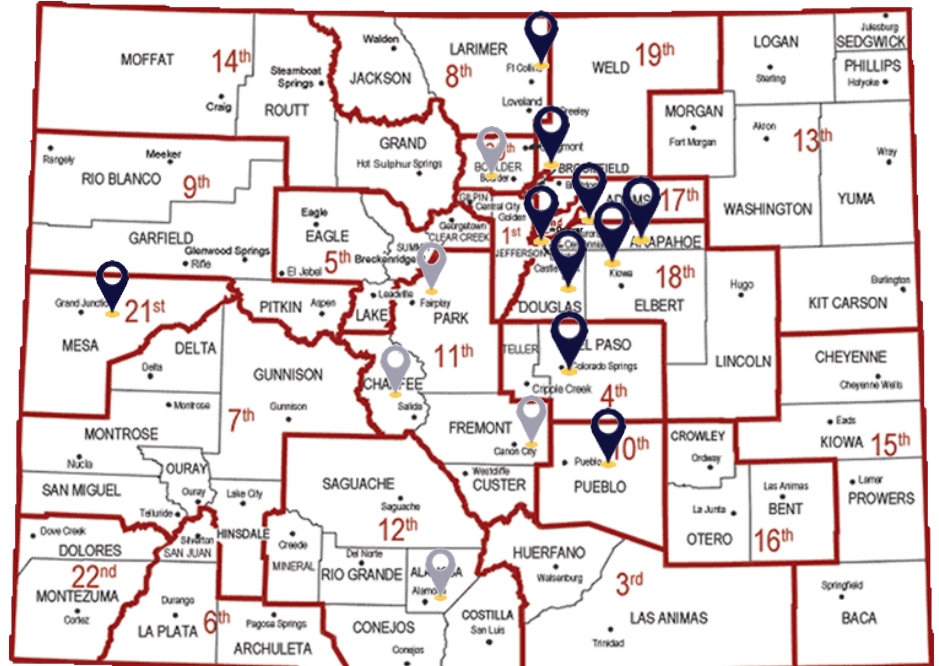 MOFFAT
14th
Craig
Steamboat
Springs
ROUTT
Walden
JACKSON
LARIMER
8th
Ft Collins
Loveland
WELD
19th
Greeley
LOGAN
Sterling
Julesburg
SEDGWICK
PHILLIPS
Holyoke
MORGAN
Fort Morgan
Akron
13th
Wray
WASHINGTON
YUMA
Rangely
Meeker
RIO BLANCO
9th
GARFIELD
Glenwood Springs
Rifle
GRAND
Hot Sulphur Springs
BOULDER
BROOMFIELD
GILPIN
Central City
Golden
Georgetown
CLEAR CREEK
1st
JEFFERSON
ADAMS
17th
Eagle
EAGLE
5th
El Jebel
Breckenridge
Castle
DOUGLAS
Kiowa
18th
ELBERT
Hugo
LINCOLN
Burlington
KIT CARSON
Grand Junction
21st
MESA
DELTA
Delta
PITKIN
Aspen
LAKE
Leadville
Fairplay
PARK
11th
TELLER
EL PASO
Colorado Springs
Cripple Creek
4th
CHEYENNE
Cheyenne Wells
GUNNISON
Gunnison
7th
Montrose
MONTROSE
Nucla
CHAFFEE
Salida
FREMONT
Canon City
Westcliffe
CUSTER
10th
Pueblo
PUEBLO
CROWLEY
Ordway
Eads
KIOWA
15th
SAN MIGUEL
OURAY
Ouray
Telluride
Lake City
HINSDALE
SAGUACHE
Saguache
12th
La Junta
OTERO
Las Animas
BENT
16th
Lamar
PROWERS
Dove Creek
DOLORES
22nd
MONTEZUMA
Cortez
Silverton
SAN JUAN
Durango
LA PLATA
6th
Pagosa Springs
ARCHULETA
Creede
MINERAL
Del Norte
RIO GRANDE
ALAMOSA
Alamosa
CONEJOS
Conejos
COSTILLA
San Luis
HUERFANO
Walsenburg
3rd
LAS ANIMAS
Trinidad
Springfield
BACA